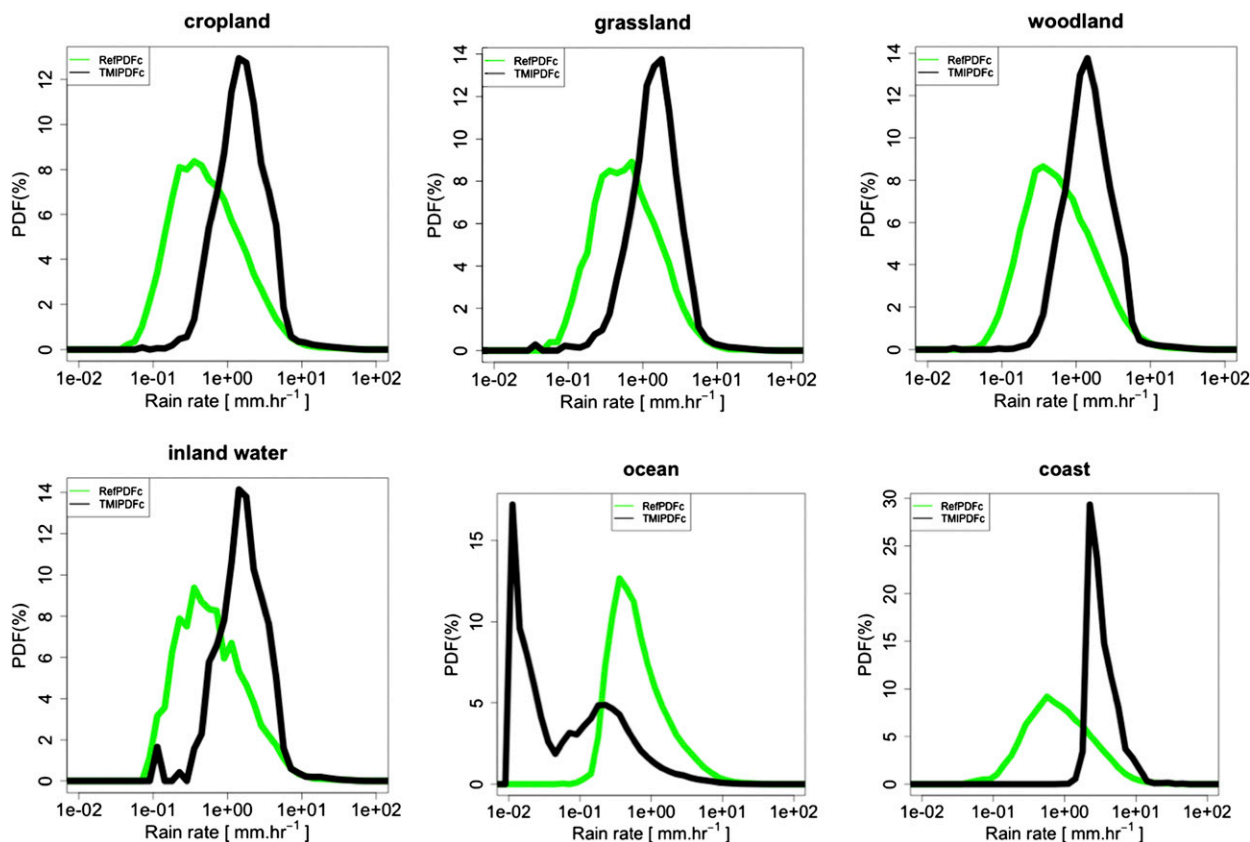 cropland
RefPDFc
TMIPDFc
PDF(%)
0 2 4 6 8 10 12
1e-02 1e-01 1e+00 1e+01 1e+02
Rain rate [ mm.hr⁻¹ ]
grassland
RefPDFc
TMIPDFc
PDF(%)
0 2 4 6 8 10 12 14
1e-02 1e-01 1e+00 1e+01 1e+02
Rain rate [ mm.hr⁻¹ ]
woodland
RefPDFc
TMIPDFc
PDF(%)
0 2 4 6 8 10 12 14
1e-02 1e-01 1e+00 1e+01 1e+02
Rain rate [ mm.hr⁻¹ ]
inland water
RefPDFc
TMIPDFc
PDF(%)
0 2 4 6 8 10 12 14
1e-02 1e-01 1e+00 1e+01 1e+02
Rain rate [ mm.hr⁻¹ ]
ocean
RefPDFc
TMIPDFc
PDF(%)
0 5 10 15
1e-02 1e-01 1e+00 1e+01 1e+02
Rain rate [ mm.hr⁻¹ ]
coast
RefPDFc
TMIPDFc
PDF(%)
0 5 10 15 20 25 30
1e-02 1e-01 1e+00 1e+01 1e+02
Rain rate [ mm.hr⁻¹ ]